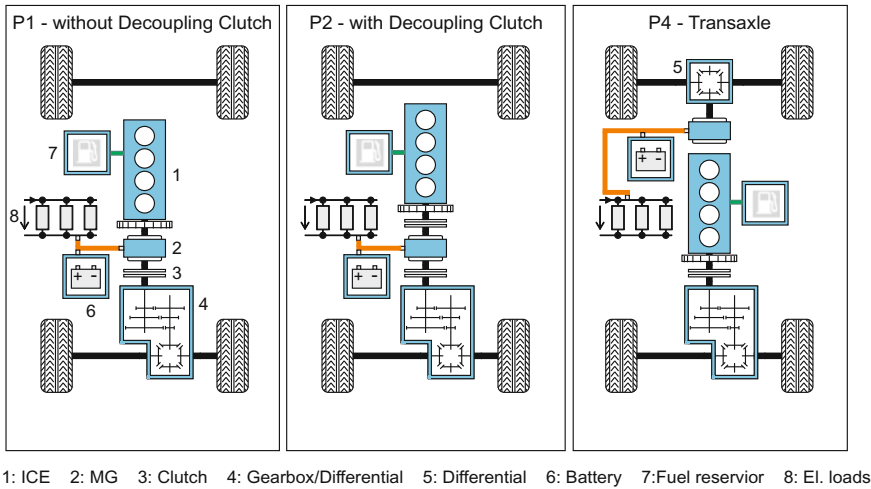 P1 - without Decoupling Clutch
P2 - with Decoupling Clutch
P4 - Transaxle
5
7
1
8
2
+ -
3
6
4
+ -
+ -
1: ICE 2: MG 3: Clutch 4: Gearbox/Differential 5: Differential 6: Battery 7:Fuel reservior 8: El. loads